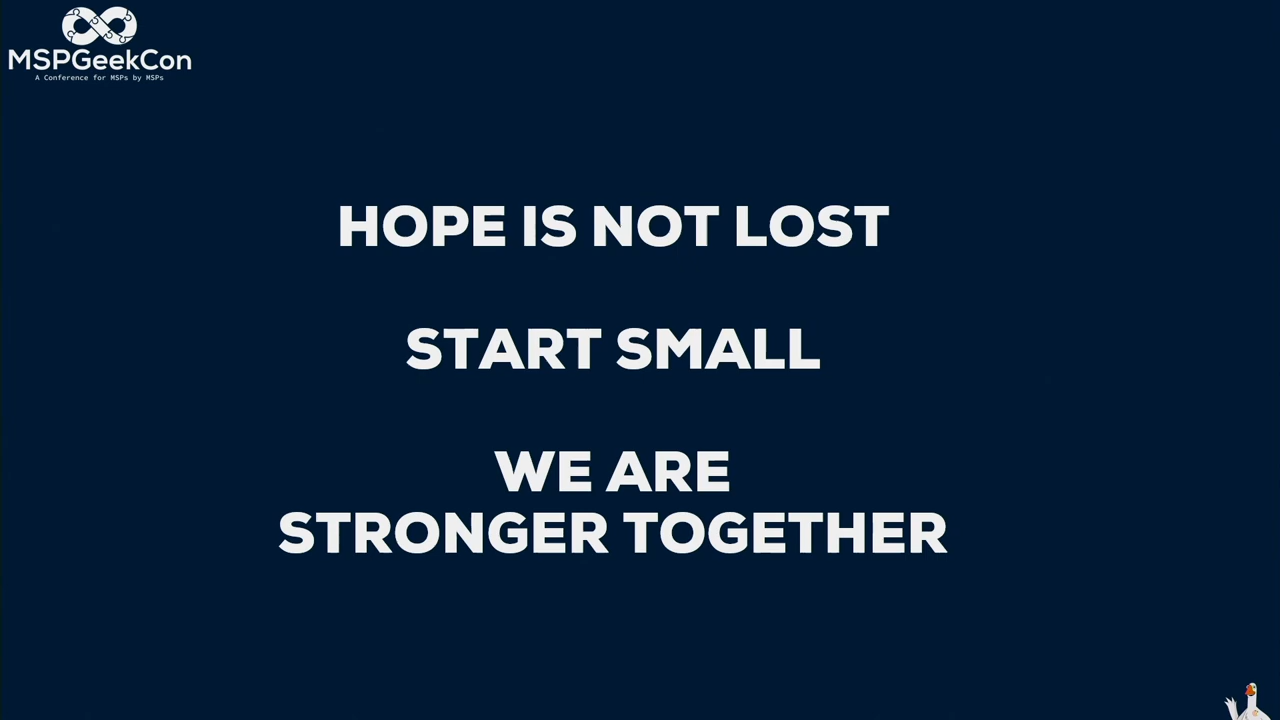 MSPGeekCon
A Conference for MSPs by MSPs
HOPE IS NOT LOST
START SMALL
WE ARE
STRONGER TOGETHER